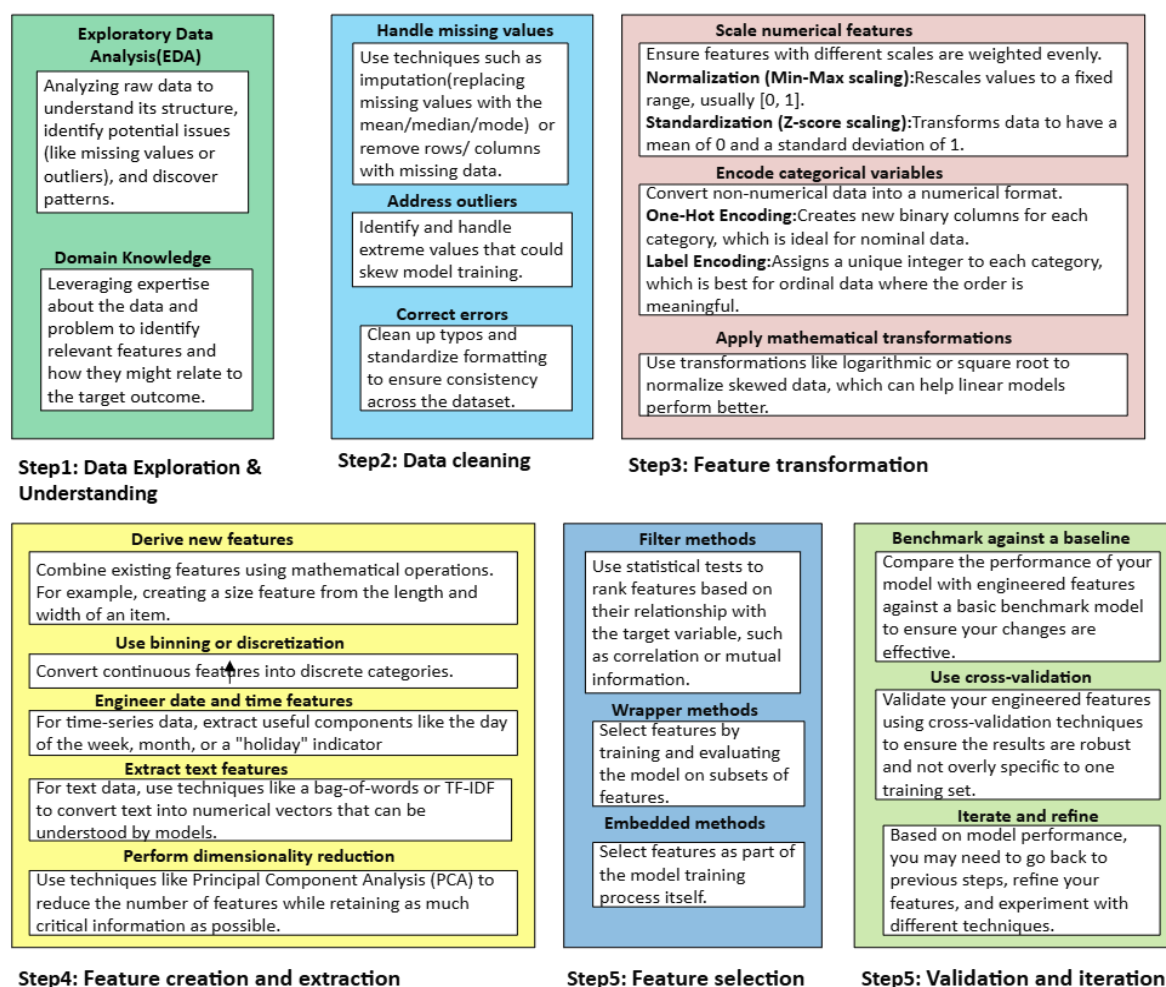 Exploratory Data
Analysis(EDA)
Analyzing raw data to
understand its structure,
identify potential issues
(like missing values or
outliers), and discover
patterns.
Domain Knowledge
Leveraging expertise
about the data and
problem to identify
relevant features and
how they might relate to
the target outcome.
Step1: Data Exploration &
Understanding
Handle missing values
Use techniques such as
imputation(replacing
missing values with the
mean/median/mode) or
remove rows/ columns
with missing data.
Address outliers
Identify and handle
extreme values that could
skew model training.
Correct errors
Clean up typos and
standardize formatting
to ensure consistency
across the dataset.
Step2: Data cleaning
Scale numerical features
Ensure features with different scales are weighted evenly.
Normalization (Min-Max scaling):Rescales values to a fixed
range, usually [0, 1].
Standardization (Z-score scaling):Transforms data to have a
mean of 0 and a standard deviation of 1.
Encode categorical variables
Convert non-numerical data into a numerical format.
One-Hot Encoding:Creates new binary columns for each
category, which is ideal for nominal data.
Label Encoding:Assigns a unique integer to each category,
which is best for ordinal data where the order is
meaningful.
Apply mathematical transformations
Use transformations like logarithmic or square root to
normalize skewed data, which can help linear models
perform better.
Step3: Feature transformation
Derive new features
Combine existing features using mathematical operations.
For example, creating a size feature from the length and
width of an item.
Use binning or discretization
Convert continuous features into discrete categories.
Engineer date and time features
For time-series data, extract useful components like the day
of the week, month, or a "holiday" indicator
Extract text features
For text data, use techniques like a bag-of-words or TF-IDF
to convert text into numerical vectors that can be
understood by models.
Perform dimensionality reduction
Use techniques like Principal Component Analysis (PCA) to
reduce the number of features while retaining as much
critical information as possible.
Step4: Feature creation and extraction
Filter methods
Use statistical tests to
rank features based on
their relationship with
the target variable, such
as correlation or mutual
information.
Wrapper methods
Select features by
training and evaluating
the model on subsets of
features.
Embedded methods
Select features as part of
the model training
process itself.
Step5: Feature selection
Benchmark against a baseline
Compare the performance of your
model with engineered features
against a basic benchmark model
to ensure your changes are
effective.
Use cross-validation
Validate your engineered features
using cross-validation techniques
to ensure the results are robust
and not overly specific to one
training set.
Iterate and refine
Based on model performance,
you may need to go back to
previous steps, refine your
features, and experiment with
different techniques.
Step5: Validation and iteration